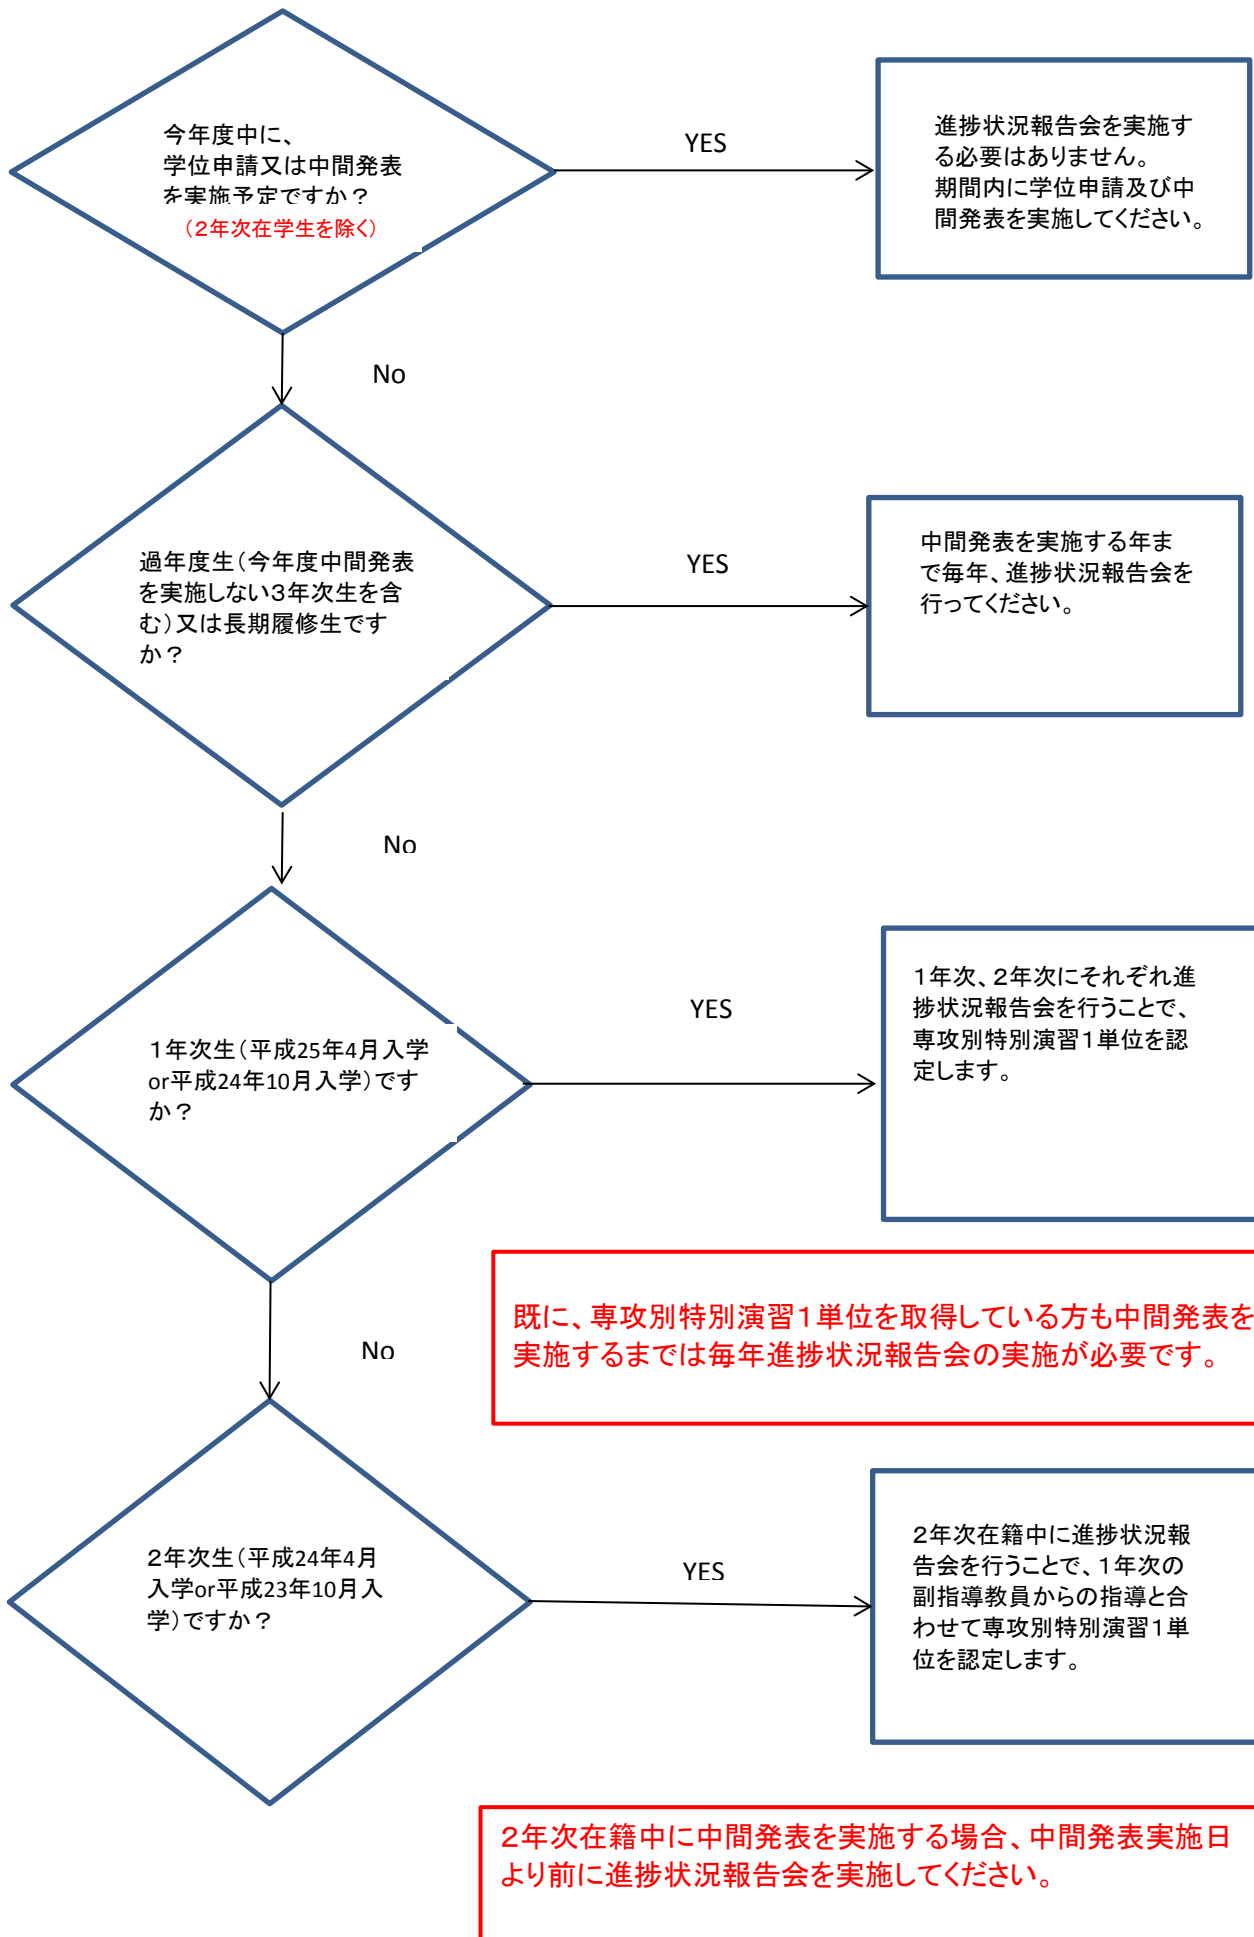 今年度中に、
学位申請又は中間発表
を実施予定ですか？
（２年次在学生を除く）
YES
進捗状況報告会を実施す
る必要はありません。
期間内に学位申請及び中
間発表を実施してください。
No
過年度生（今年度中間発表
を実施しない３年次生を含
む）又は長期履修生です
か？
YES
中間発表を実施する年ま
で毎年、進捗状況報告会を
行ってください。
No
１年次生（平成25年4月入学
or平成24年10月入学）です
か？
YES
１年次、２年次にそれぞれ進
捗状況報告会を行うことで、
専攻別特別演習１単位を認
定します。
既に、専攻別特別演習１単位を取得している方も中間発表を
実施するまでは毎年進捗状況報告会の実施が必要です。
No
２年次生（平成24年4月
入学or平成23年10月入
学）ですか？
YES
２年次在籍中に進捗状況報
告会を行うことで、１年次の
副指導教員からの指導と合
わせて専攻別特別演習１単
位を認定します。
２年次在籍中に中間発表を実施する場合、中間発表実施日
より前に進捗状況報告会を実施してください。